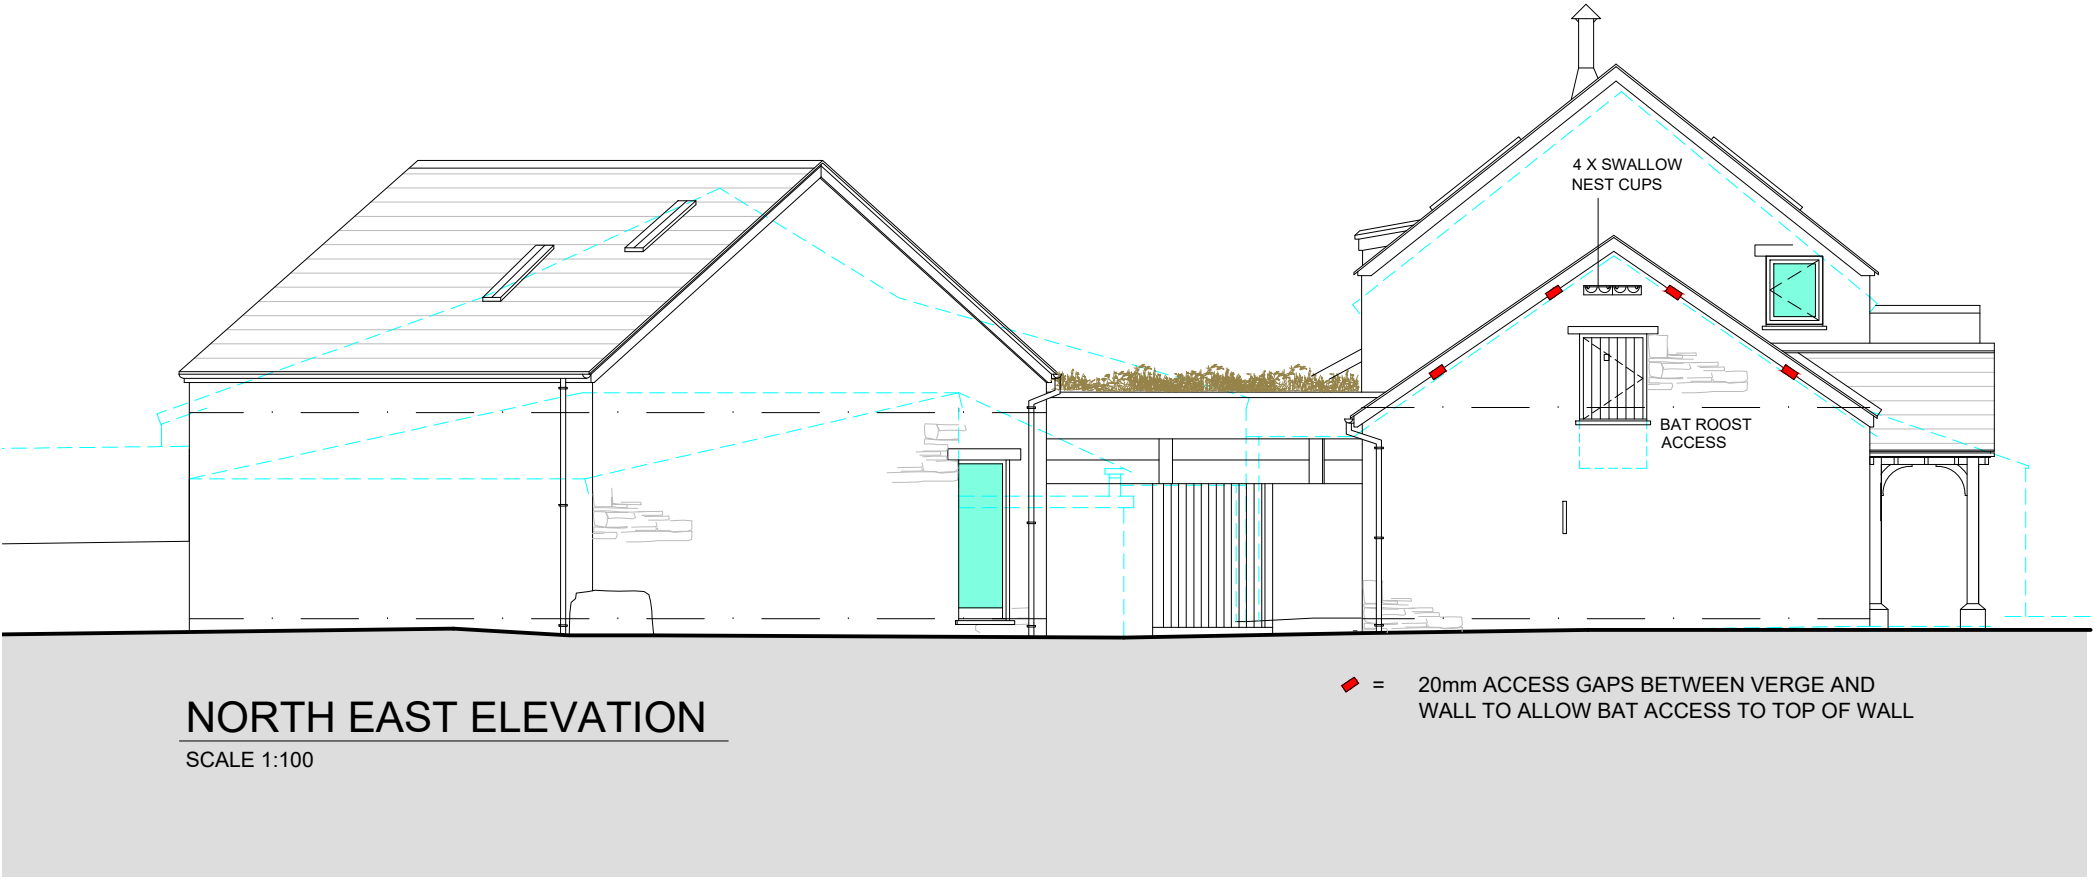 4 X SWALLOW
NEST CUPS
BAT ROOST
ACCESS
= 20mm ACCESS GAPS BETWEEN VERGE AND
WALL TO ALLOW BAT ACCESS TO TOP OF WALL
NORTH EAST ELEVATION
SCALE 1:100